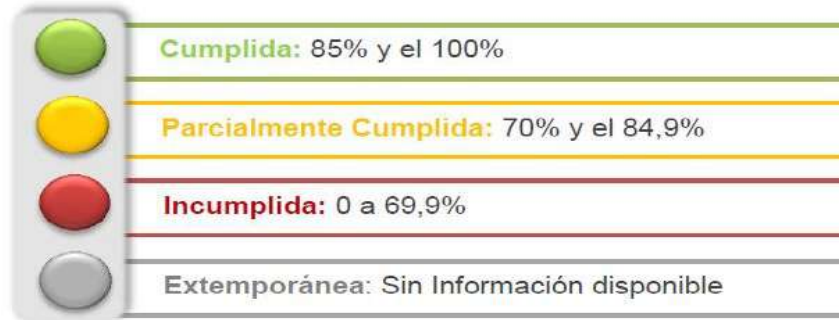 Cumplida: 85% y el 100%
Parcialmente Cumplida: 70% y el 84,9%
Incumplida: 0 a 69,9%
Extemporánea: Sin Información disponible